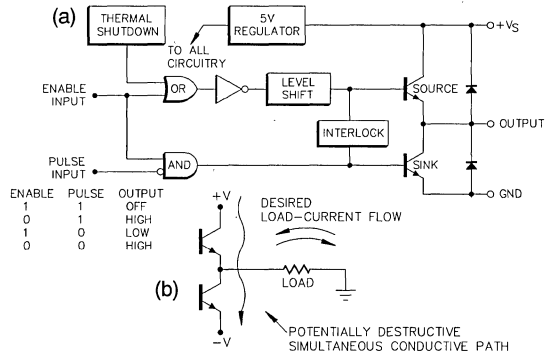 (a)
THERMAL
SHUTDOWN
5V
REGULATOR
+VS
TO ALL
CIRCUITRY
ENABLE
INPUT
OR
LEVEL
SHIFT
SOURCE
INTERLOCK
OUTPUT
PULSE
INPUT
AND
SINK
GND
ENABLE PULSE OUTPUT
1 1 OFF
0 1 HIGH
1 0 LOW
0 0 HIGH
+V
DESIRED
LOAD-CURRENT FLOW
(b)
LOAD
-V
POTENTIALLY DESTRUCTIVE
SIMULTANEOUS CONDUCTIVE PATH